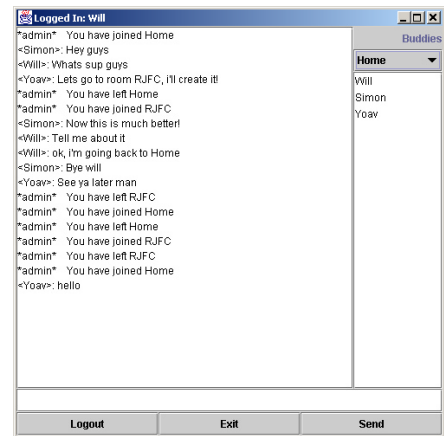 Logged In: Will
*admin* You have joined Home
<Simon>: Hey guys
<Will>: Whats sup guys
<Yoav>: Lets go to room RJFC, i'll create it!
*admin* You have left Home
*admin* You have joined RJFC
<Simon>: Now this is much better!
<Will>: Tell me about it
<Will>: ok, i'm going back to Home
<Simon>: Bye will
<Yoav>: See ya later man
*admin* You have left RJFC
*admin* You have joined Home
*admin* You have left Home
*admin* You have joined RJFC
*admin* You have left RJFC
*admin* You have joined Home
<Yoav>: hello
Buddies
Home
Will
Simon
Yoav
Logout Exit Send